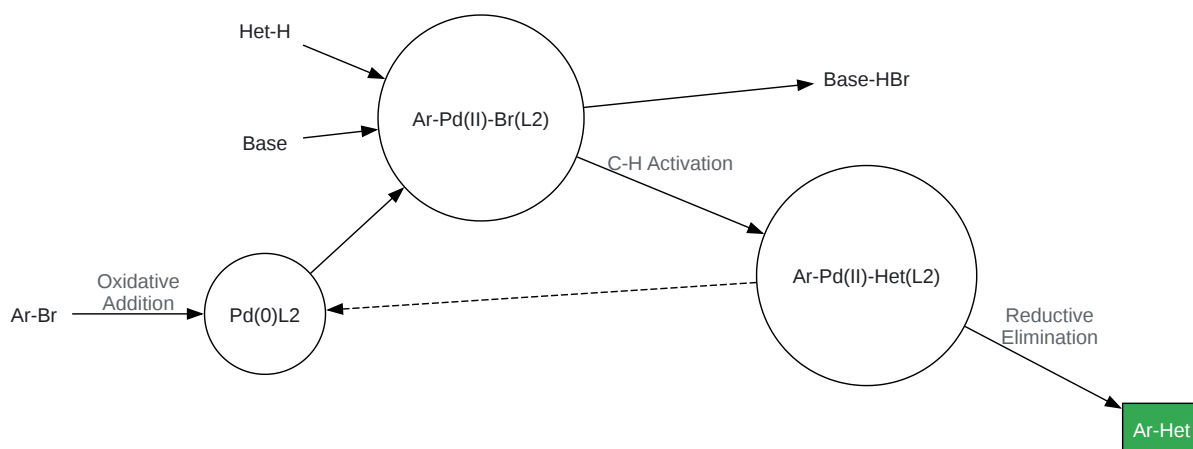 Het-H
Base-HBr
Ar-Pd(II)-Br(L2)
Base
C-H Activation
Ar-Pd(II)-Het(L2)
Oxidative
Addition
Ar-Br
Pd(0)L2
Reductive
Elimination
Ar-Het